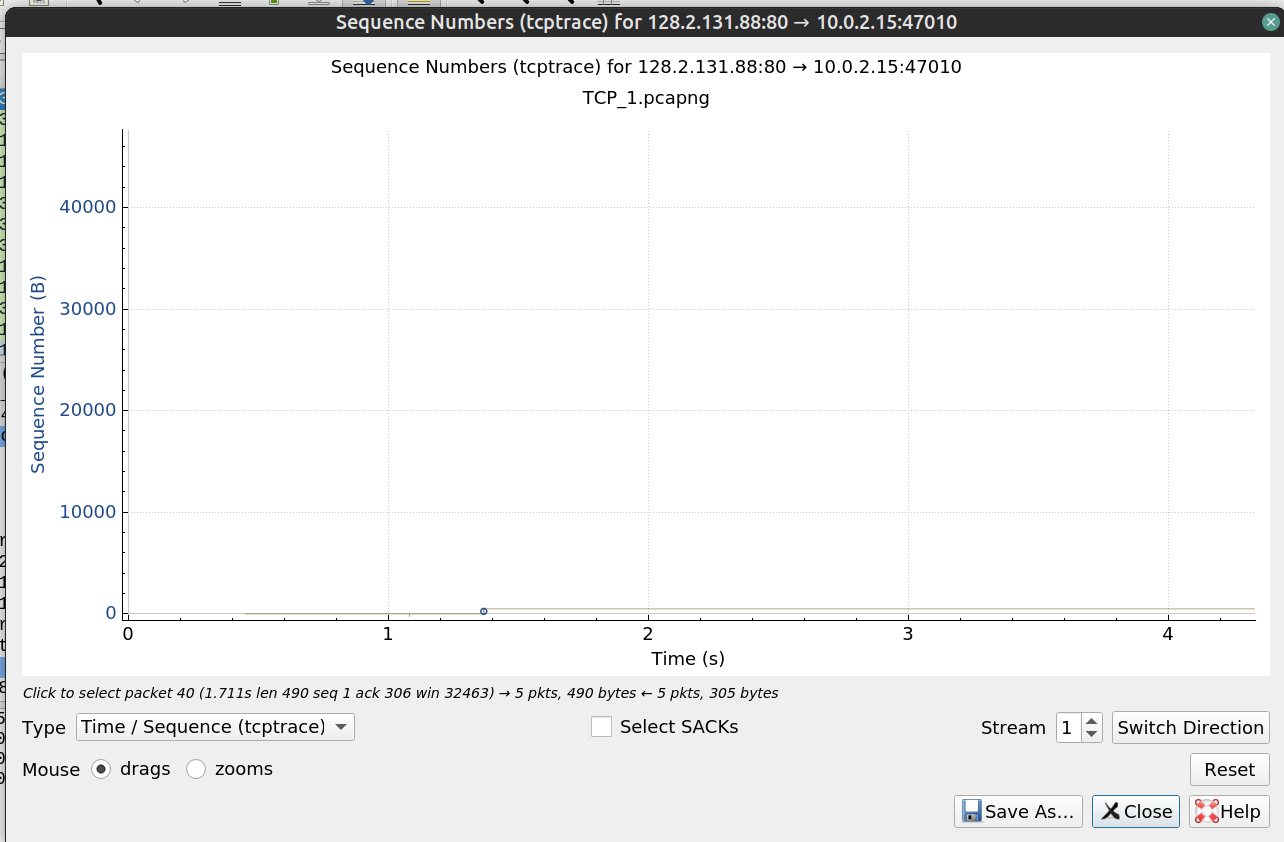 Sequence Numbers (tcptrace) for 128.2.131.88:80 → 10.0.2.15:47010
Sequence Numbers (tcptrace) for 128.2.131.88:80 → 10.0.2.15:47010
TCP_1.pcapng
Sequence Number (B)
40000
30000
20000
10000
0
0 1 2 3 4
Time (s)
Click to select packet 40 (1.711s len 490 seq 1 ack 306 win 32463) → 5 pkts, 490 bytes ← 5 pkts, 305 bytes
Type Time / Sequence (tcptrace) Select SACKs Stream 1 Switch Direction
Mouse drags zooms Reset
Save As... Close Help